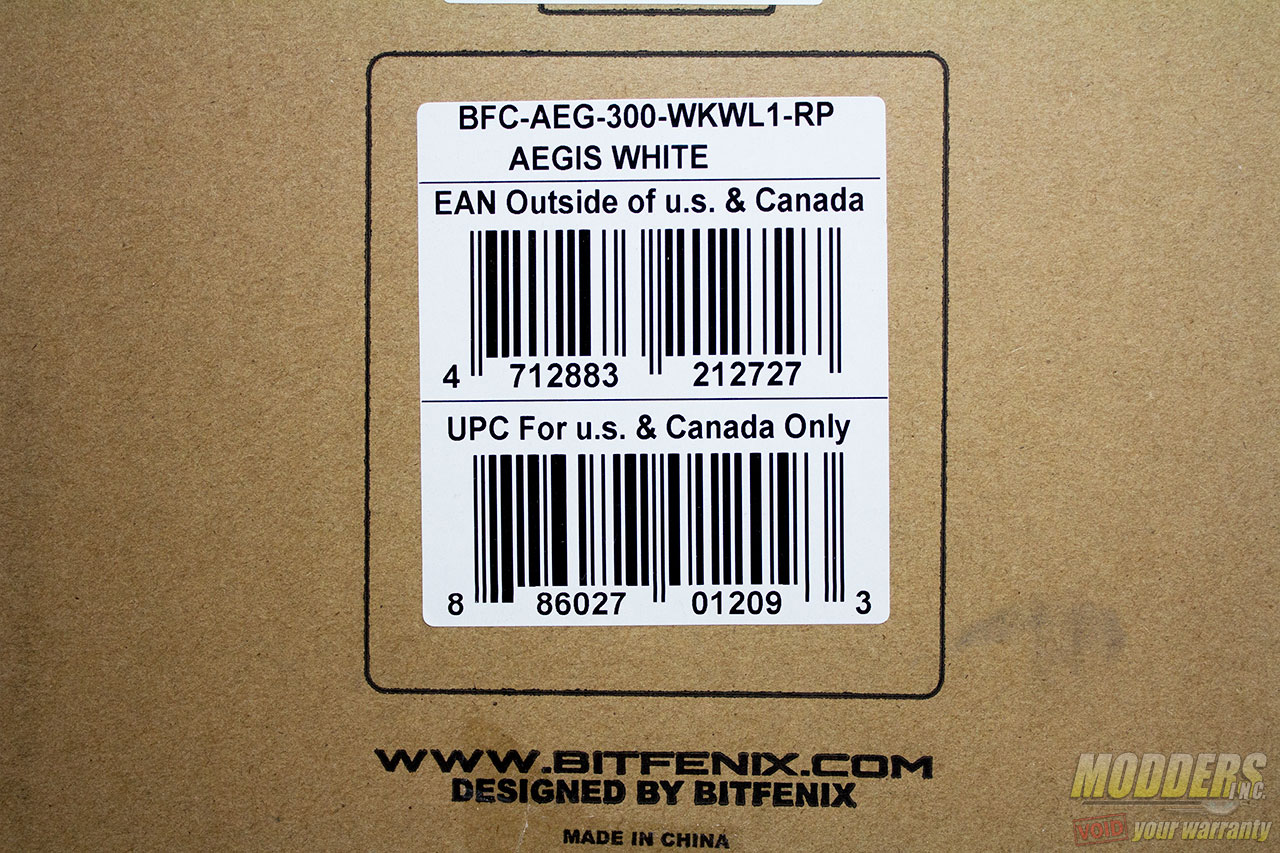 BFC-AEG-300-WKWL1-RP
AEGIS WHITE
EAN Outside of u.s. & Canada
4 712883 212727
UPC For u.s. & Canada Only
8 86027 01209 3
WWW.BITFENIX.COM
DESIGNED BY BITFENIX
MADE IN CHINA
MODDERS INC.
VOID your warranty